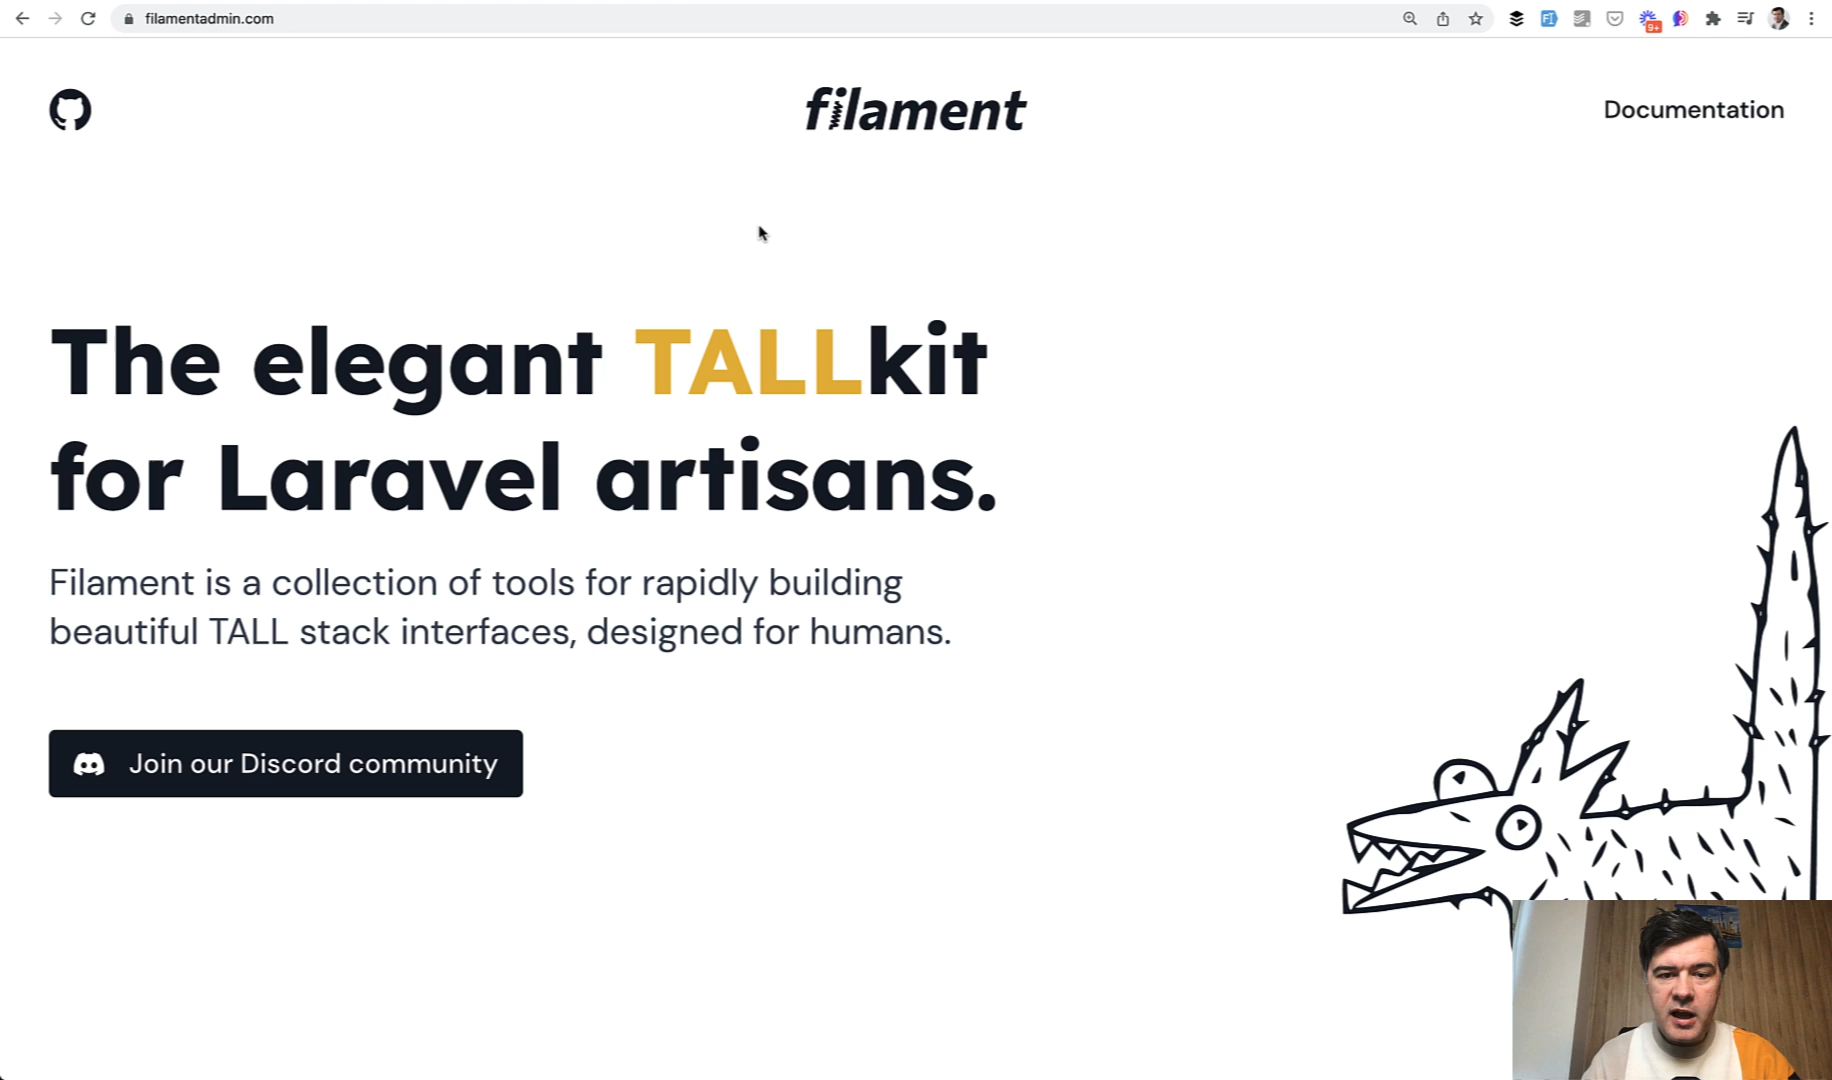 filamentadmin.com
9+
filament
Documentation
The elegant TALLkit
for Laravel artisans.
Filament is a collection of tools for rapidly building
beautiful TALL stack interfaces, designed for humans.
Join our Discord community